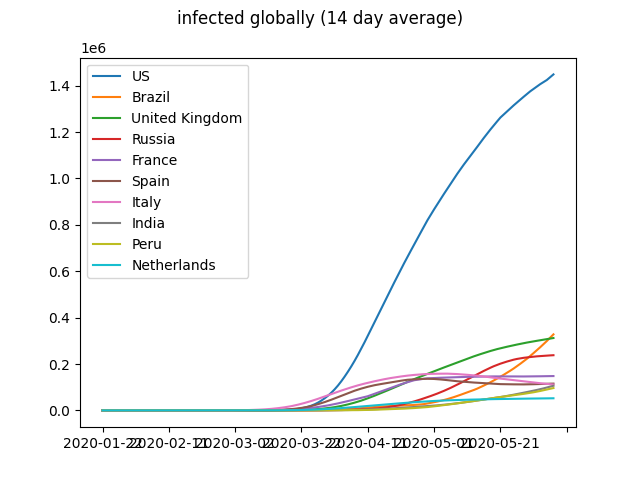 infected globally (14 day average)
1e6
1.4
1.2
1.0
0.8
0.6
0.4
0.2
0.0
US
Brazil
United Kingdom
Russia
France
Spain
Italy
India
Peru
Netherlands
2020-01-22 2020-02-11 2020-03-02 2020-03-22 2020-04-11 2020-05-01 2020-05-21